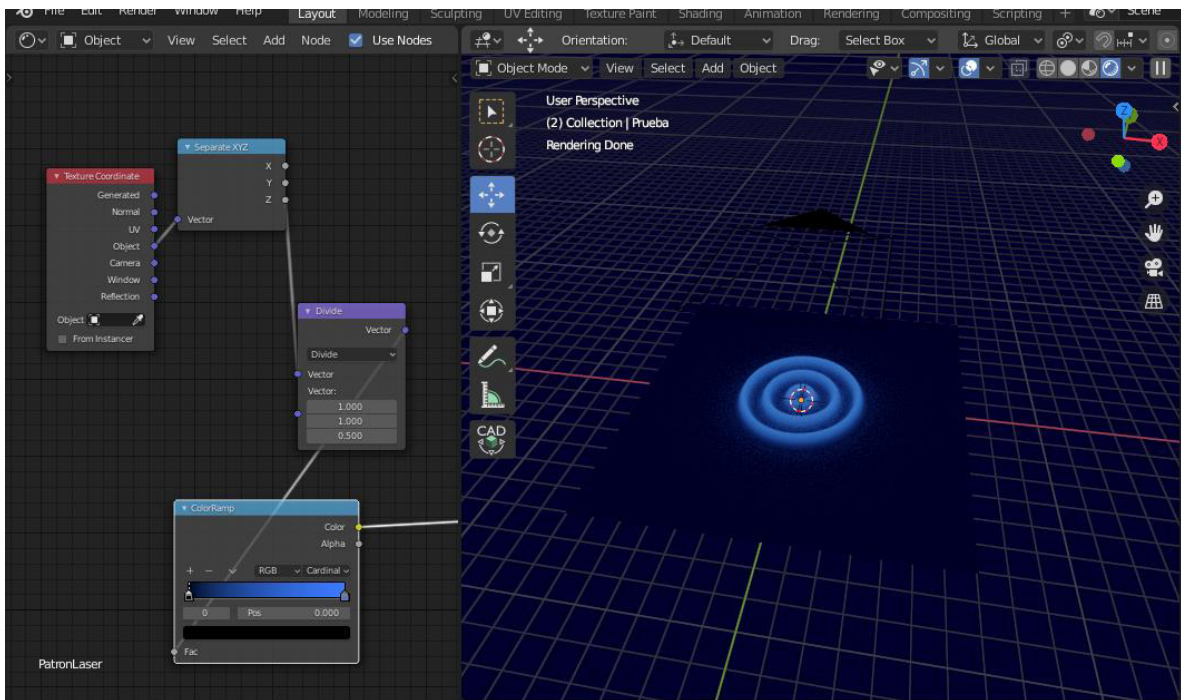 File Edit Render Window Help Layout Modeling Sculpting UV Editing Texture Paint Shading Animation Rendering Compositing Scripting + Scene
Object View Select Add Node Use Nodes
Orientation: Default Drag: Select Box Global
Object Mode View Select Add Object
User Perspective
(2) Collection | Prueba
Rendering Done
Z
X
CAD
Separate XYZ
X
Y
Z
Vector
Texture Coordinate
Generated
Normal
UV
Object
Camera
Window
Reflection
Object
From Instancer
Divide
Vector
Divide
Vector
Vector:
1.000
1.000
0.500
ColorRamp
Color
Alpha
+ − RGB Cardinal
0 Pos 0.000
Fac
PatronLaser